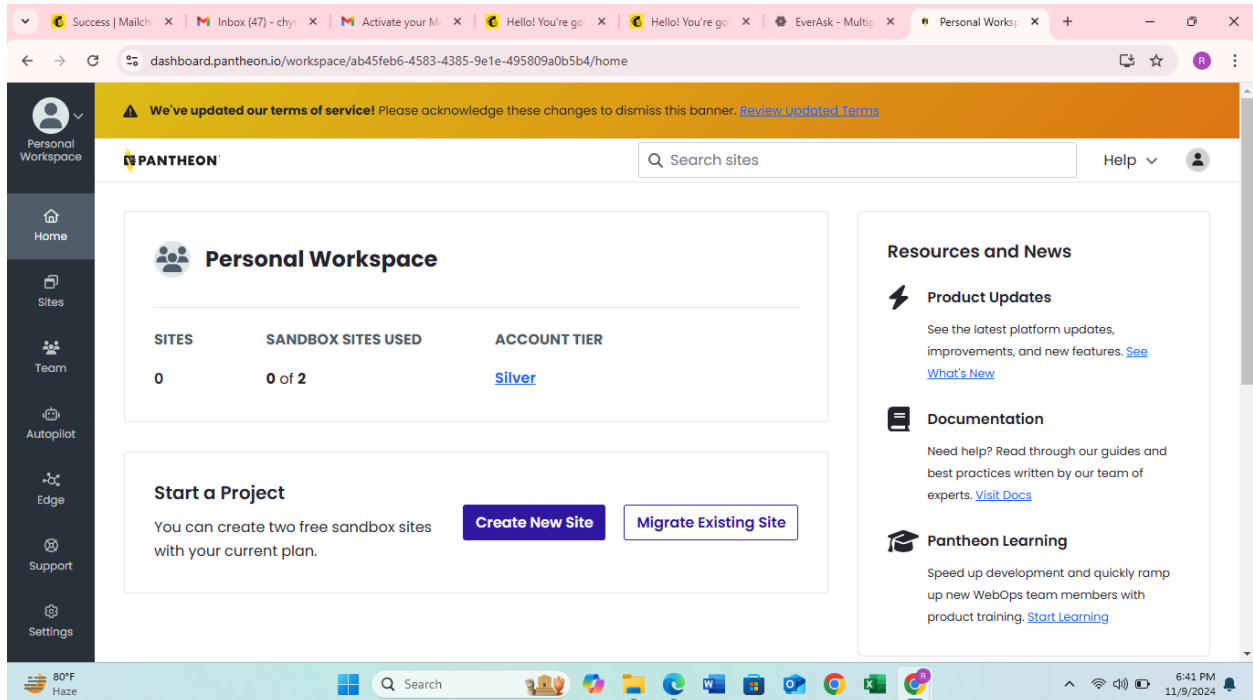 Success | Mailch
Inbox (47) - chyr
Activate your Ma
Hello! You're goi
Hello! You're goi
EverAsk - Multip
Personal Worksp
dashboard.pantheon.io/workspace/ab45feb6-4583-4385-9e1e-495809a0b5b4/home
R
Personal
Workspace
We've updated our terms of service! Please acknowledge these changes to dismiss this banner. Review Updated Terms
PANTHEON
Search sites
Help
Home
Sites
Team
Autopilot
Edge
Support
Settings
Personal Workspace
SITES SANDBOX SITES USED ACCOUNT TIER
0 0 of 2 Silver
Start a Project
You can create two free sandbox sites
with your current plan.
Create New Site
Migrate Existing Site
Resources and News
Product Updates
See the latest platform updates,
improvements, and new features. See
What's New
Documentation
Need help? Read through our guides and
best practices written by our team of
experts. Visit Docs
Pantheon Learning
Speed up development and quickly ramp
up new WebOps team members with
product training. Start Learning
80°F
Haze
Search
6:41 PM
11/9/2024